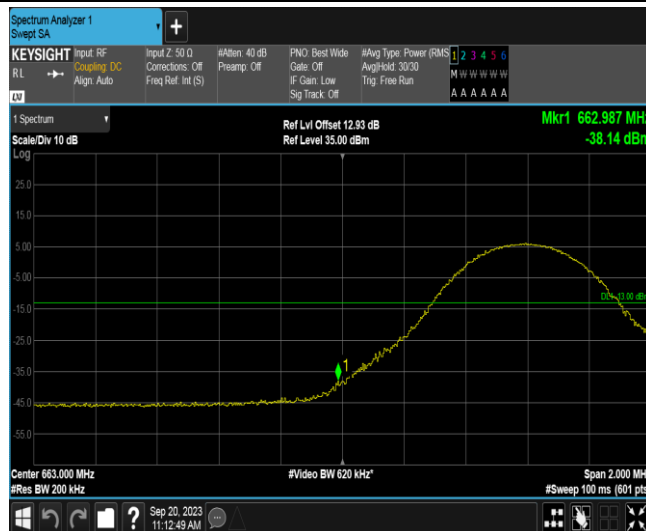 Spectrum Analyzer 1
Swept SA
KEYSIGHT
RL
LXI
Input: RF
Coupling: DC
Align: Auto
Input Z: 50 Ω
Corrections: Off
Freq Ref: Int (S)
#Atten: 40 dB
Preamp: Off
PNO: Best Wide
Gate: Off
IF Gain: Low
Sig Track: Off
#Avg Type: Power (RMS
Avg|Hold: 30/30
Trig: Free Run
1 2 3 4 5 6
M W W W W W
A A A A A A
1 Spectrum
Scale/Div 10 dB
Log
Ref Lvl Offset 12.93 dB
Ref Level 35.00 dBm
Mkr1 662.987 MHz
-38.14 dBm
25.0
15.0
5.00
-5.00
DL1 -13.00 dBm
-15.0
-25.0
1
-35.0
-45.0
-55.0
Center 663.000 MHz
#Res BW 200 kHz
#Video BW 620 kHz*
Span 2.000 MHz
#Sweep 100 ms (601 pts
?
Sep 20, 2023
11:12:49 AM